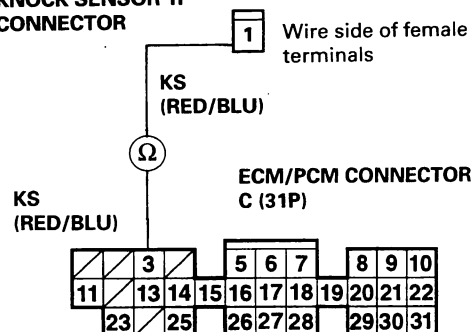 KNOCK SENSOR 1P
CONNECTOR
1
Wire side of female
terminals
KS
(RED/BLU)
Ω
ECM/PCM CONNECTOR
C (31P)
KS
(RED/BLU)
3 5 6 7 8 9 10
11 13 14 15 16 17 18 19 20 21 22
23 25 26 27 28 29 30 31